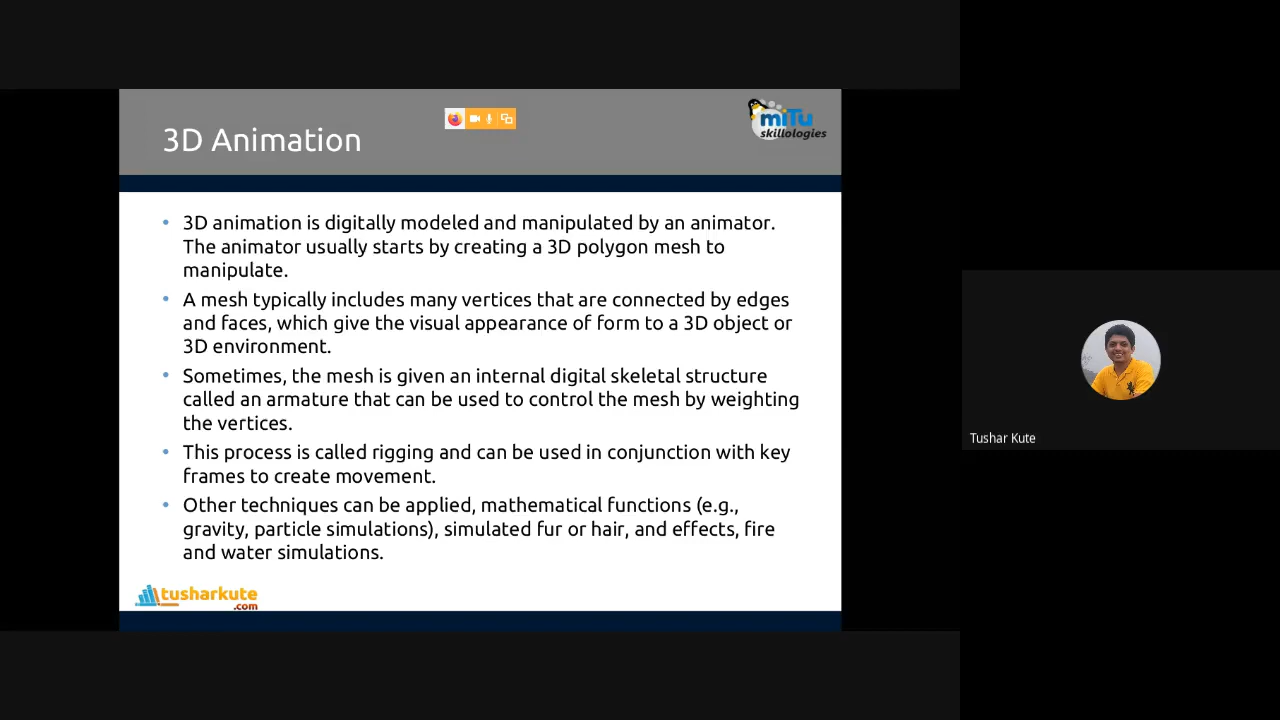 3D Animation
miTu
skillologies
3D animation is digitally modeled and manipulated by an animator.
The animator usually starts by creating a 3D polygon mesh to
manipulate.
A mesh typically includes many vertices that are connected by edges
and faces, which give the visual appearance of form to a 3D object or
3D environment.
Sometimes, the mesh is given an internal digital skeletal structure
called an armature that can be used to control the mesh by weighting
the vertices.
This process is called rigging and can be used in conjunction with key
frames to create movement.
Other techniques can be applied, mathematical functions (e.g.,
gravity, particle simulations), simulated fur or hair, and effects, fire
and water simulations.
tusharkute
.com
Tushar Kute